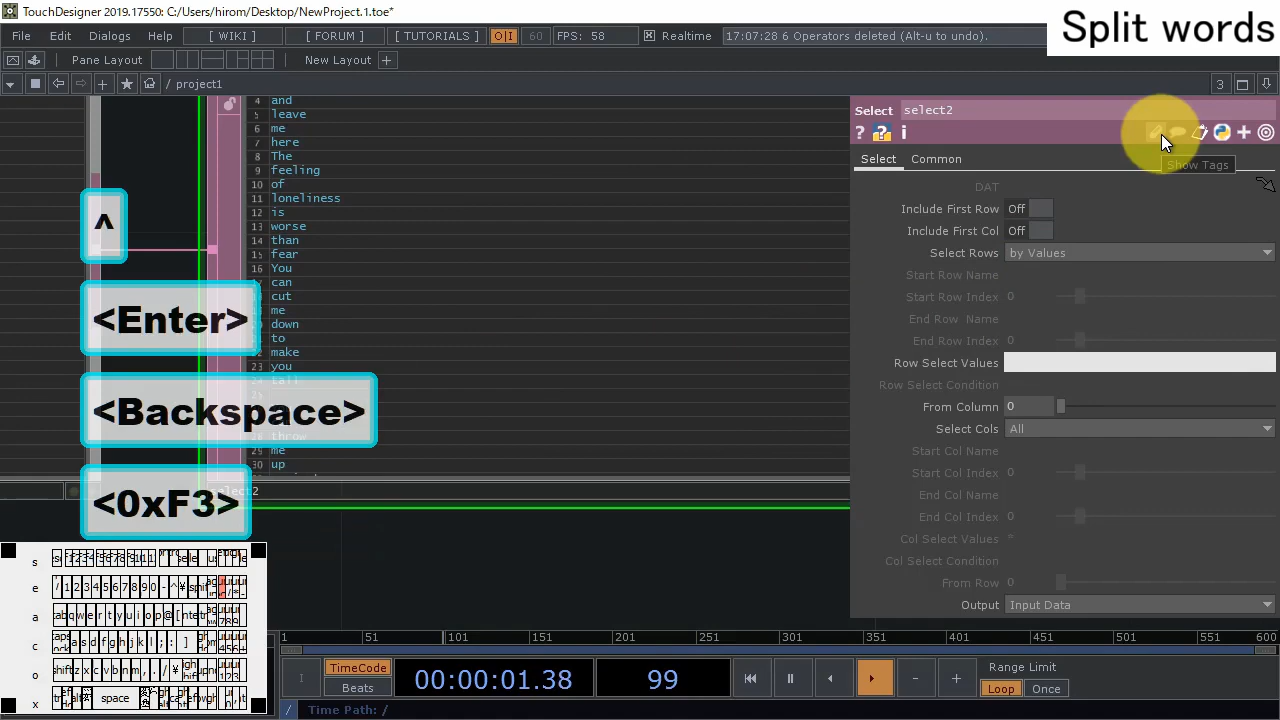 TouchDesigner 2019.17550: C:/Users/hirom/Desktop/NewProject.1.toe*
Split words
File Edit Dialogs Help [ WIKI ] [ FORUM ] [ TUTORIALS ] O|I 60 FPS: 58 Realtime 17:07:28 6 Operators deleted (Alt-u to undo).
Pane Layout New Layout +
/ project1 3
4 and
leave
6 me
7 here
8 The
9 feeling
10 of
11 loneliness
12 is
13 worse
14 than
15 fear
16 You
can
cut
me
down
to
make
23 you
tall
throw
29 me
30 up
select2
^
<Enter>
<Backspace>
<0xF3>
Select select2
? ? i
Show Tags
Select Common
DAT
Include First Row Off
Include First Col Off
Select Rows by Values
Start Row Name
Start Row Index 0
End Row Name
End Row Index 0
Row Select Values
Row Select Condition
From Column 0
Select Cols All
Start Col Name
Start Col Index 0
End Col Name
End Col Index 0
Col Select Values *
Col Select Condition
From Row 0
Output Input Data
s
e
a
c
o
x
space
1 51 101 151 201 251 301 351 401 451 501 551 600
TimeCode
Beats
00:00:01.38
99
Range Limit
Loop Once
/ Time Path: /